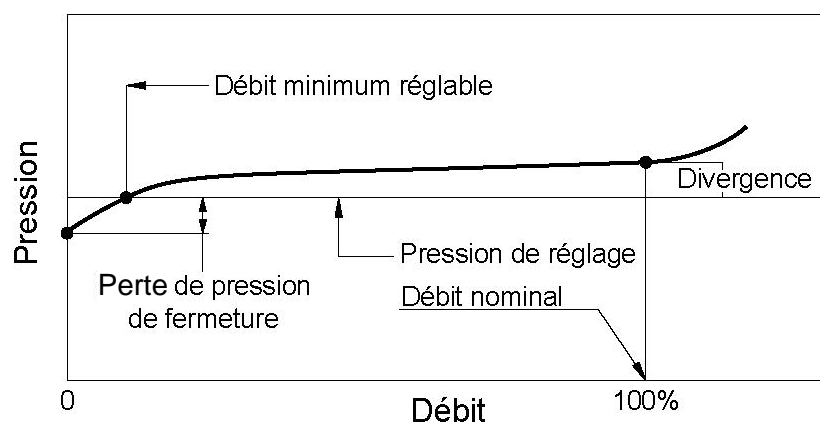 Débit minimum réglable
Divergence
Pression
Pression de réglage
Perte de pression
de fermeture
Débit nominal
0
100%
Débit